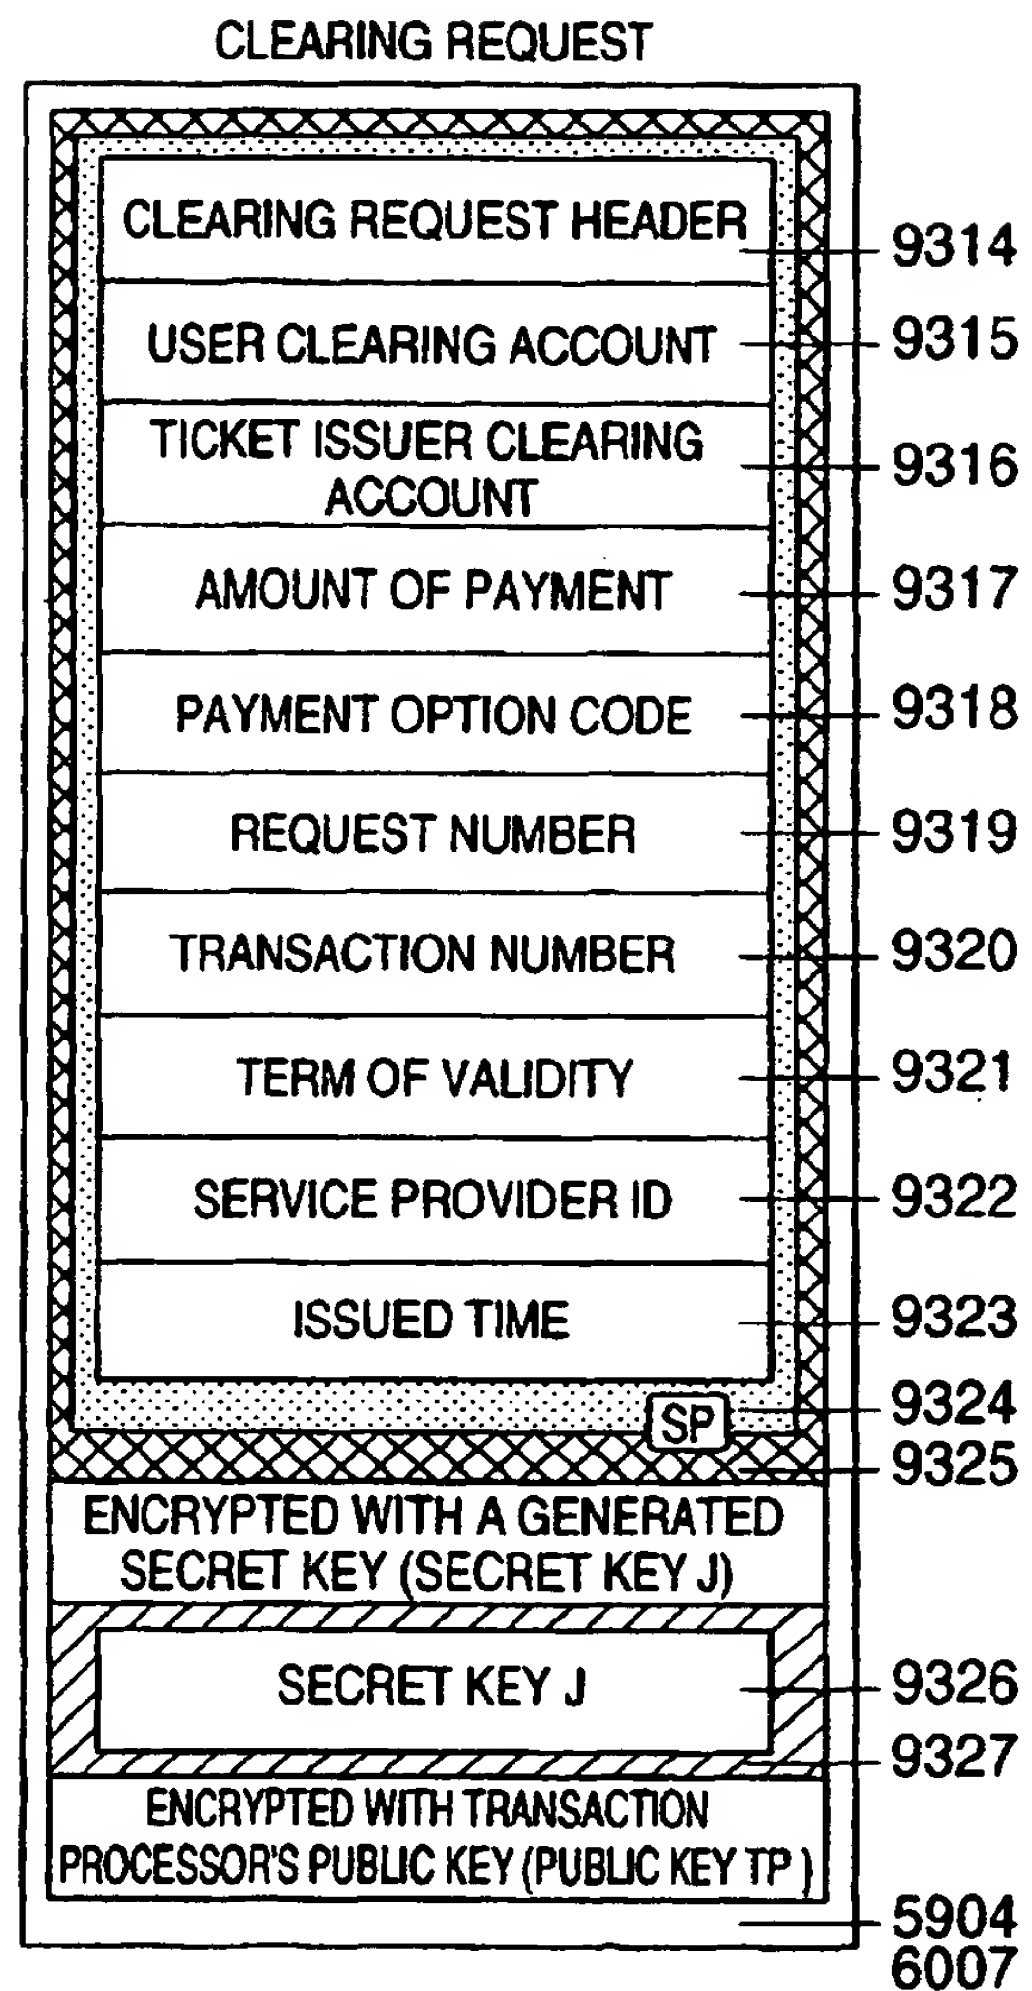 CLEARING REQUEST
CLEARING REQUEST HEADER
9314
USER CLEARING ACCOUNT
9315
TICKET ISSUER CLEARING
ACCOUNT
9316
AMOUNT OF PAYMENT
9317
PAYMENT OPTION CODE
9318
REQUEST NUMBER
9319
TRANSACTION NUMBER
9320
TERM OF VALIDITY
9321
SERVICE PROVIDER ID
9322
ISSUED TIME
9323
SP
9324
9325
ENCRYPTED WITH A GENERATED
SECRET KEY (SECRET KEY J)
SECRET KEY J
9326
9327
ENCRYPTED WITH TRANSACTION
PROCESSOR'S PUBLIC KEY (PUBLIC KEY TP )
5904
6007